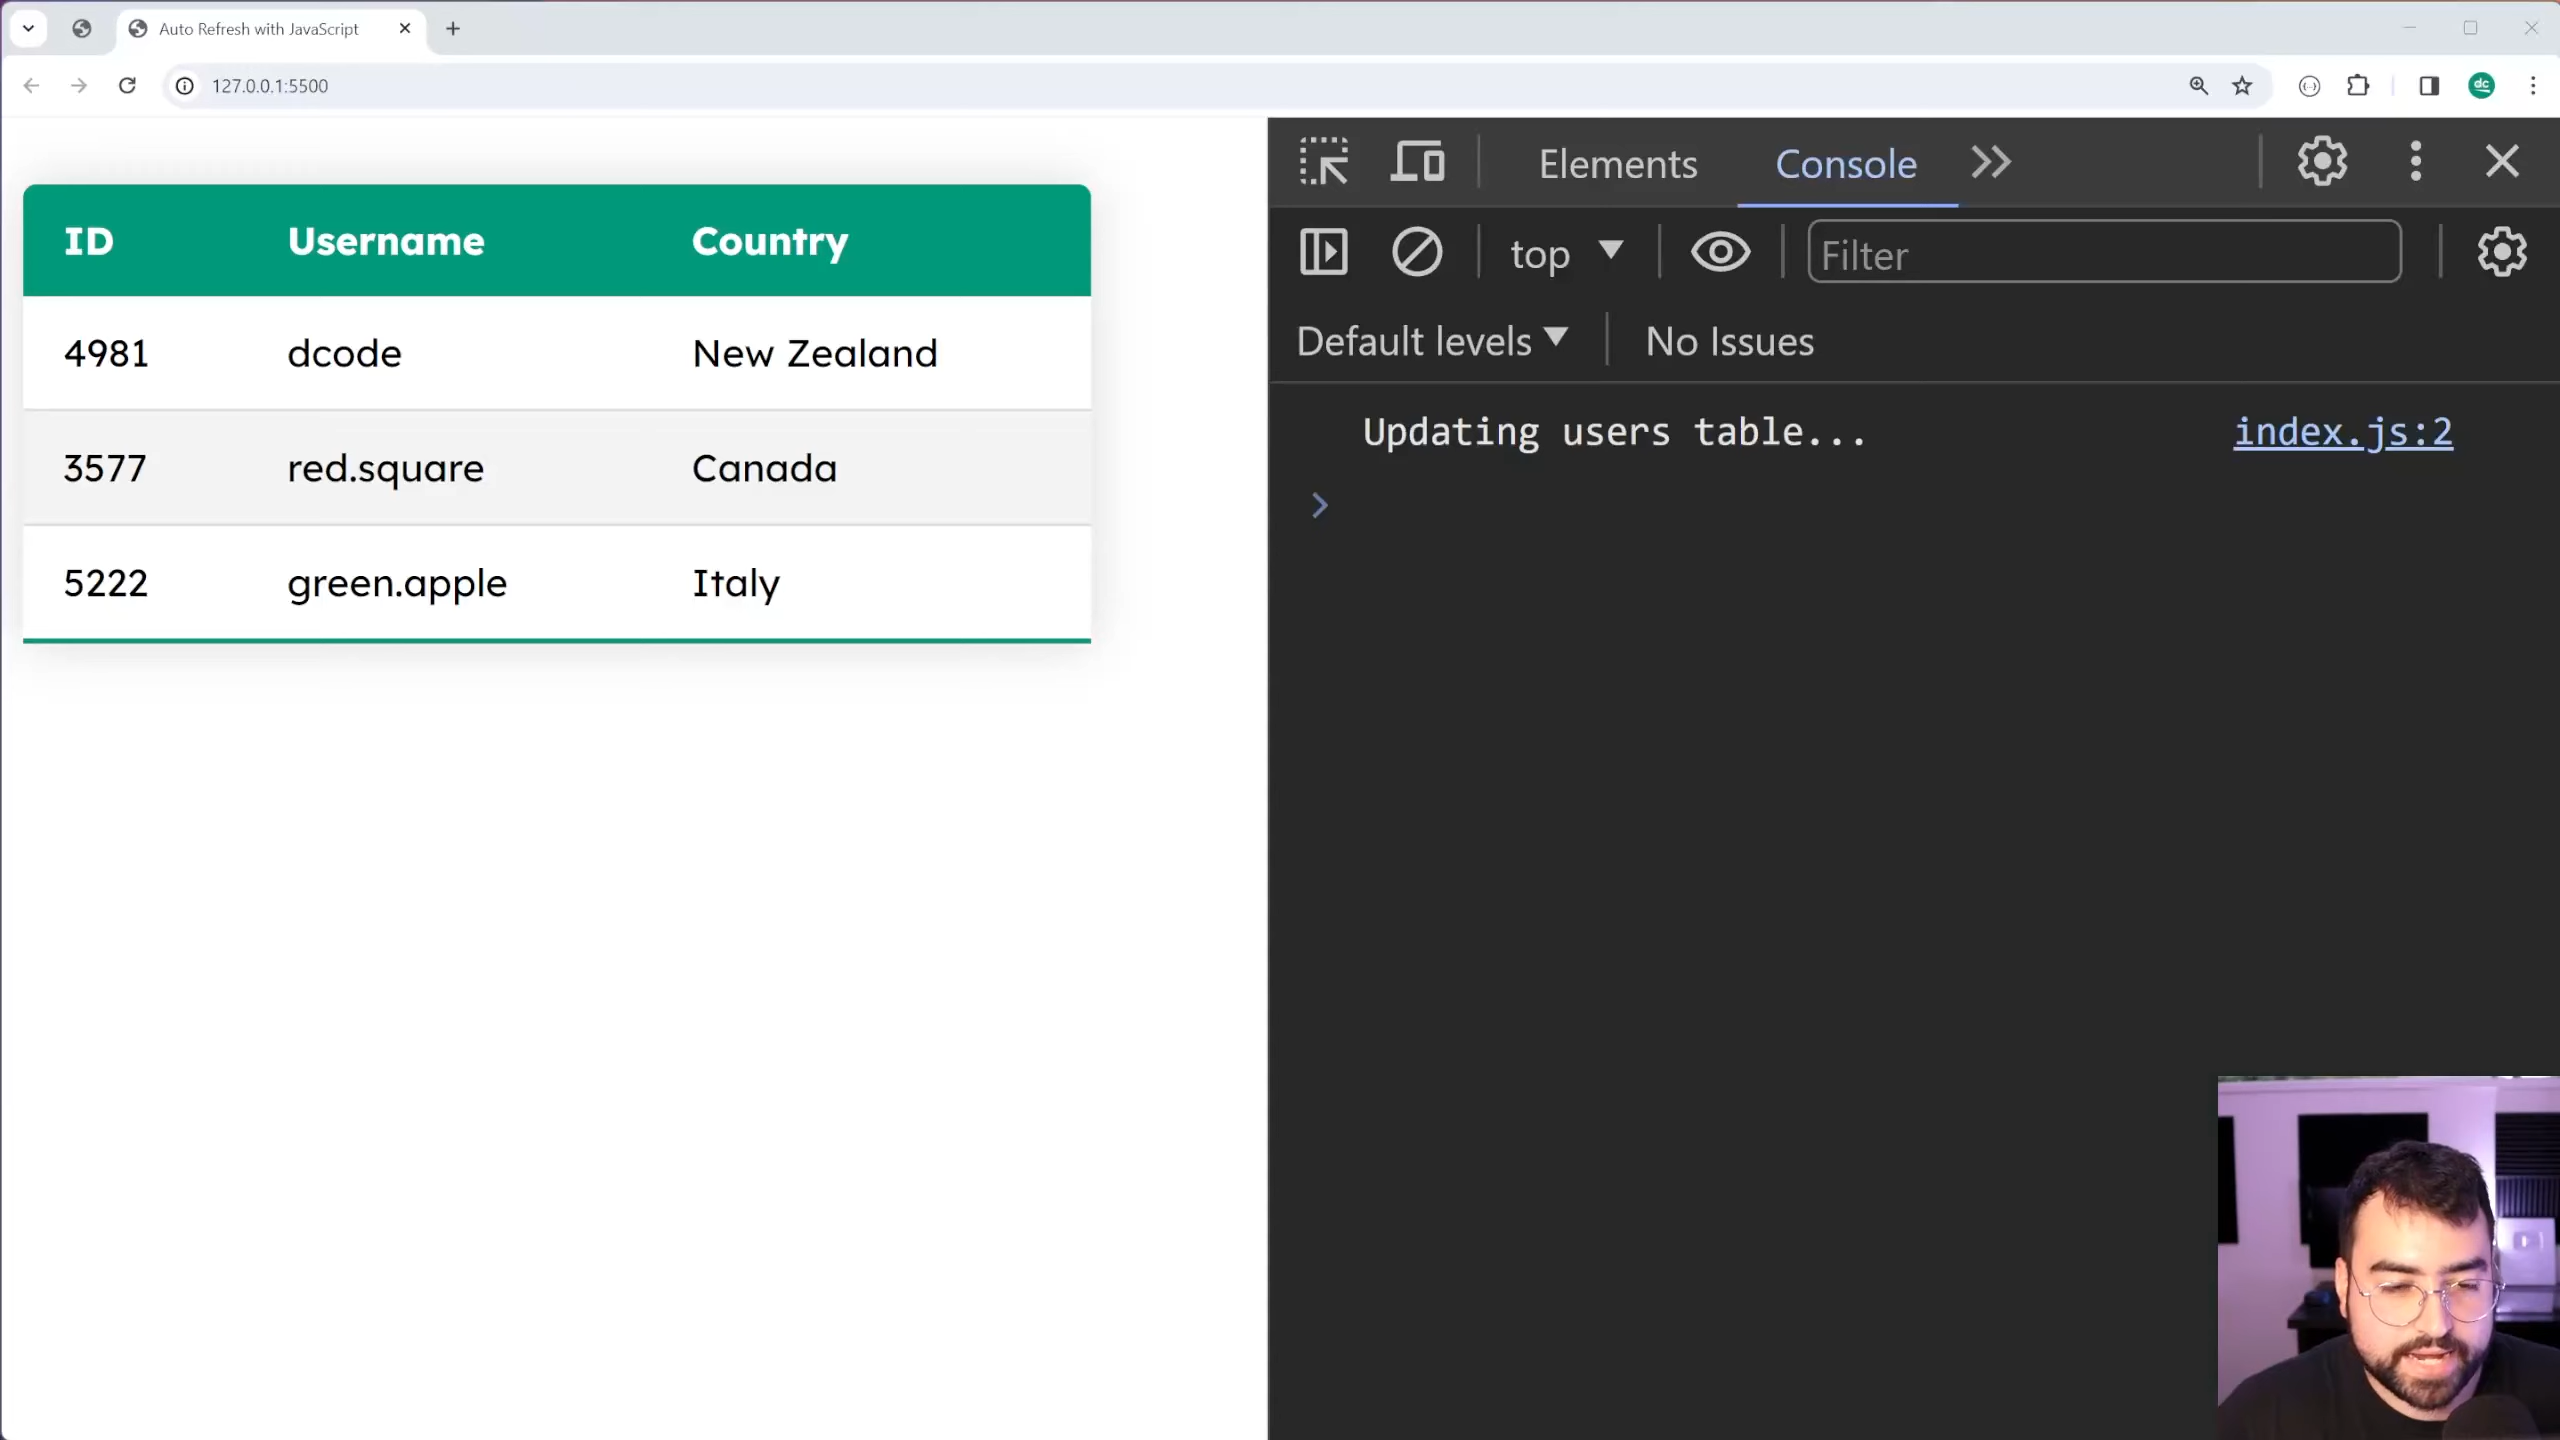 Auto Refresh with JavaScript
127.0.0.1:5500
dc
ID Username Country
4981 dcode New Zealand
3577 red.square Canada
5222 green.apple Italy
Elements Console
top Filter
Default levels No Issues
Updating users table... index.js:2